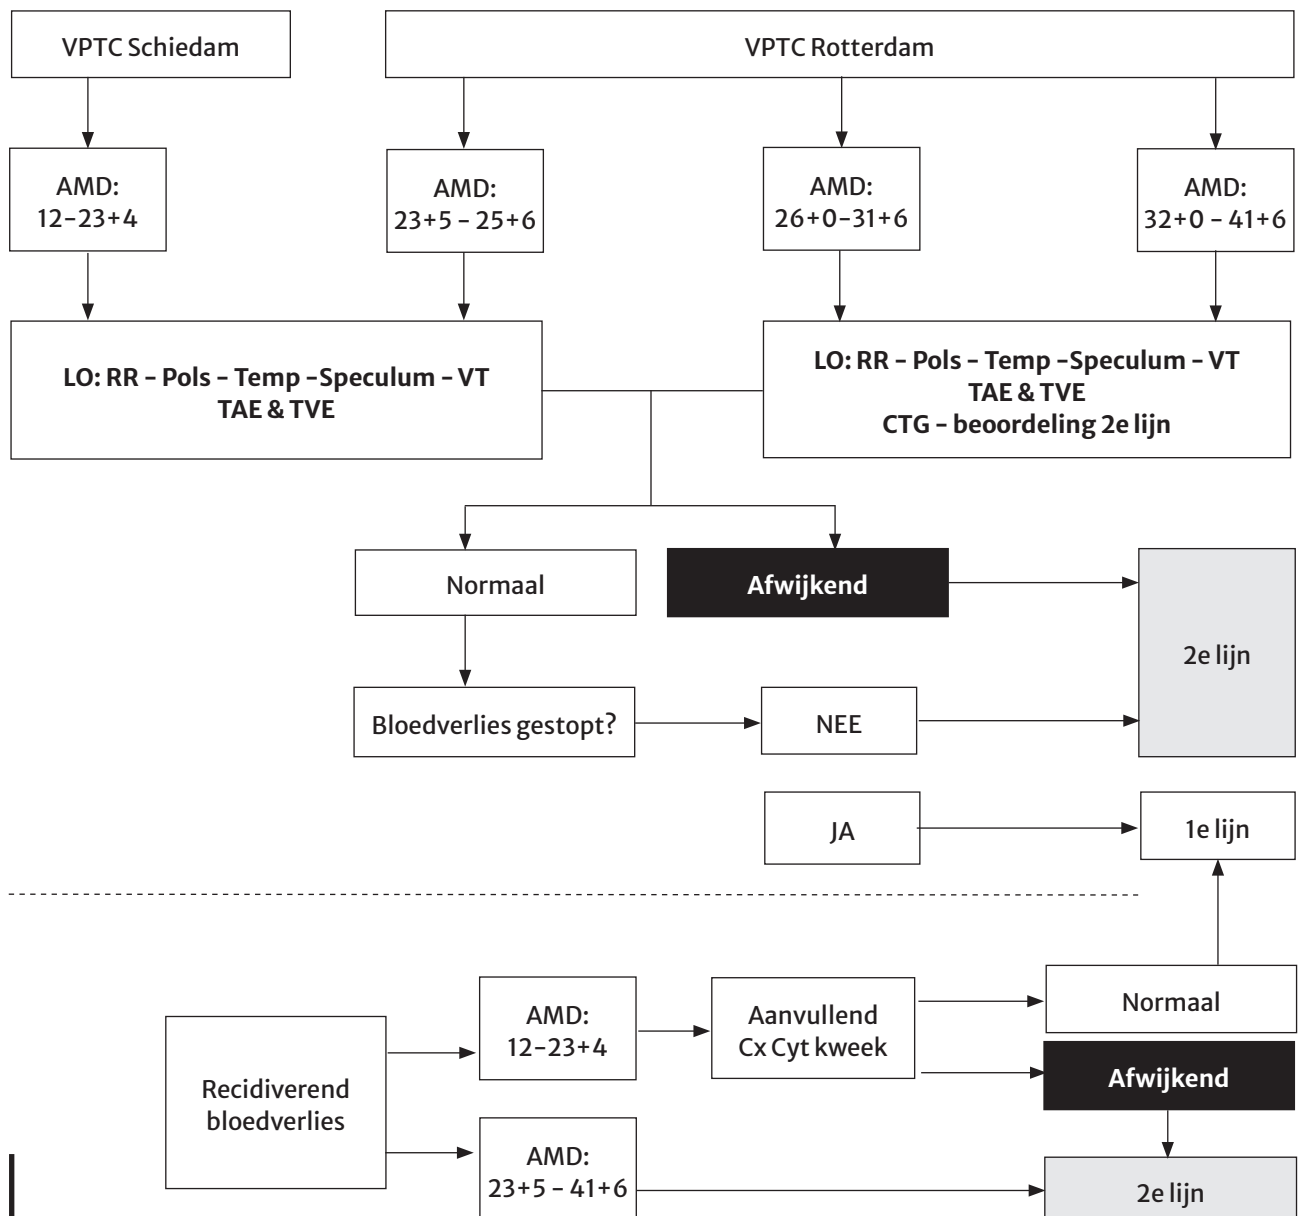 VPTC Schiedam
VPTC Rotterdam
AMD:
12-23+4
AMD:
23+5 - 25+6
AMD:
26+0-31+6
AMD:
32+0 - 41+6
LO: RR - Pols - Temp -Speculum - VT
TAE & TVE
LO: RR - Pols - Temp -Speculum - VT
TAE & TVE
CTG - beoordeling 2e lijn
Normaal
Afwijkend
2e lijn
Bloedverlies gestopt?
NEE
JA
1e lijn
Recidiverend
bloedverlies
AMD:
12-23+4
Aanvullend
Cx Cyt kweek
Normaal
Afwijkend
AMD:
23+5 - 41+6
2e lijn